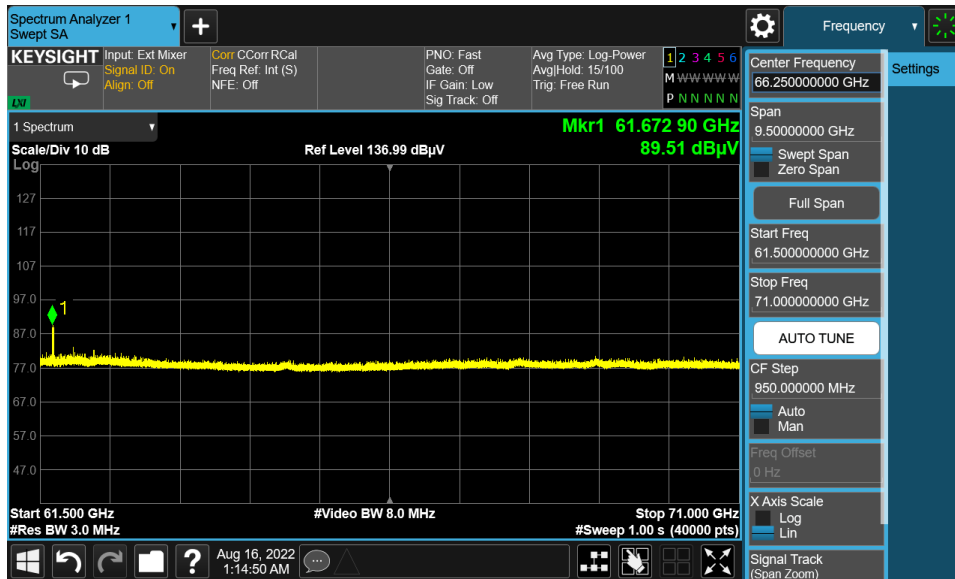 Spectrum Analyzer 1
Swept SA
Frequency
KEYSIGHT
LXI
Input: Ext Mixer
Signal ID: On
Align: Off
Corr CCorr RCal
Freq Ref: Int (S)
NFE: Off
PNO: Fast
Gate: Off
IF Gain: Low
Sig Track: Off
Avg Type: Log-Power
Avg|Hold: 15/100
Trig: Free Run
1 2 3 4 5 6
M W W W W W
P N N N N N
1 Spectrum
Mkr1 61.672 90 GHz
89.51 dBµV
Scale/Div 10 dB
Ref Level 136.99 dBµV
Log
127
117
107
97.0
87.0
77.0
67.0
57.0
47.0
1
Start 61.500 GHz
#Video BW 8.0 MHz
Stop 71.000 GHz
#Res BW 3.0 MHz
#Sweep 1.00 s (40000 pts)
?
Aug 16, 2022
1:14:50 AM
Center Frequency
66.250000000 GHz
Span
9.50000000 GHz
Swept Span
Zero Span
Full Span
Start Freq
61.500000000 GHz
Stop Freq
71.000000000 GHz
AUTO TUNE
CF Step
950.000000 MHz
Auto
Man
Freq Offset
0 Hz
X Axis Scale
Log
Lin
Signal Track
(Span Zoom)
Settings